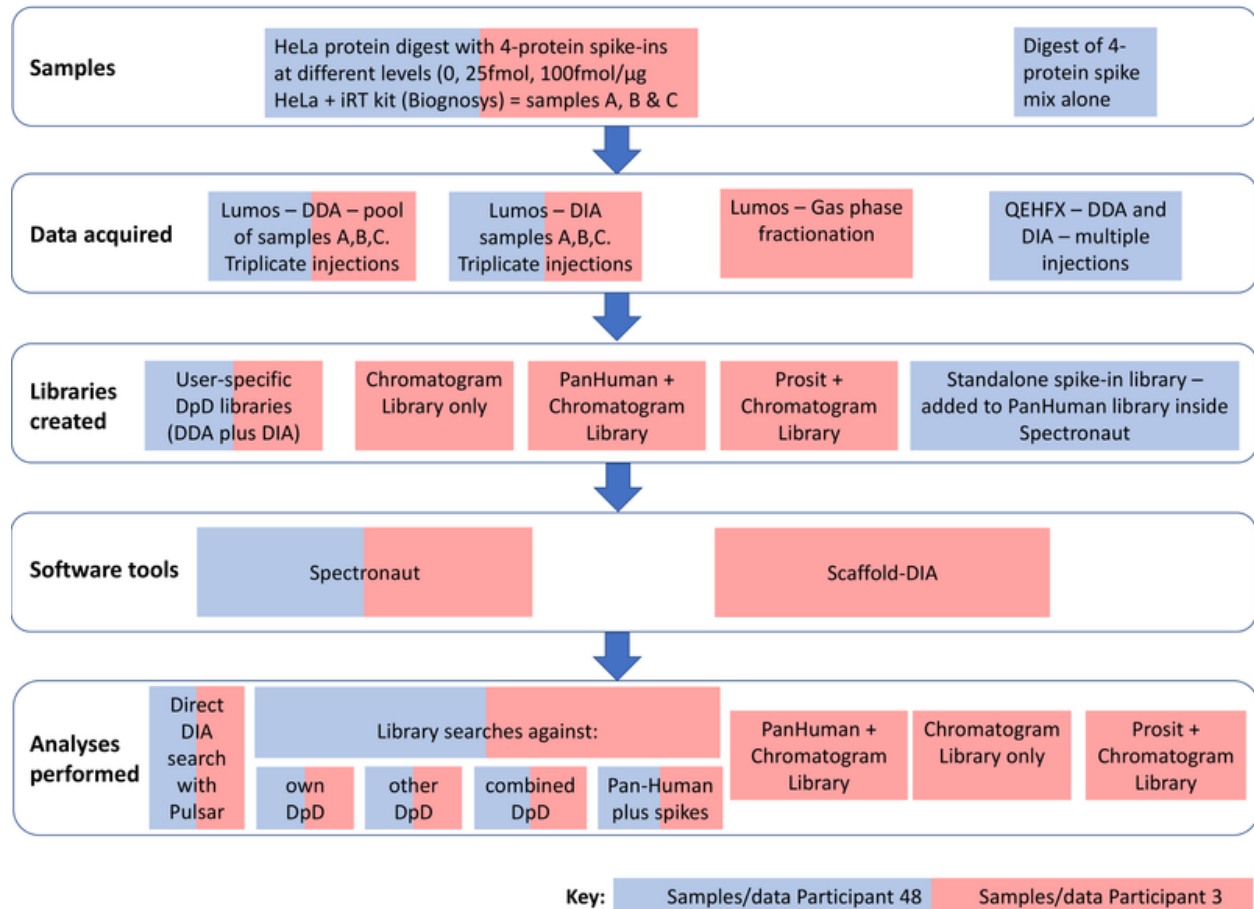 Samples
HeLa protein digest with 4-protein spike-ins
at different levels (0, 25fmol, 100fmol/µg
HeLa + iRT kit (Biognosys) = samples A, B & C
Digest of 4-
protein spike
mix alone
Data acquired
Lumos – DDA – pool
of samples A,B,C.
Triplicate injections
Lumos – DIA
samples A,B,C.
Triplicate injections
Lumos – Gas phase
fractionation
QEHFX – DDA and
DIA – multiple
injections
Libraries
created
User-specific
DpD libraries
(DDA plus DIA)
Chromatogram
Library only
PanHuman +
Chromatogram
Library
Prosit +
Chromatogram
Library
Standalone spike-in library –
added to PanHuman library inside
Spectronaut
Software tools
Spectronaut
Scaffold-DIA
Analyses
performed
Direct
DIA
search
with
Pulsar
Library searches against:
own
DpD
other
DpD
combined
DpD
Pan-Human
plus spikes
PanHuman +
Chromatogram
Library
Chromatogram
Library only
Prosit +
Chromatogram
Library
Key:
Samples/data Participant 48
Samples/data Participant 3